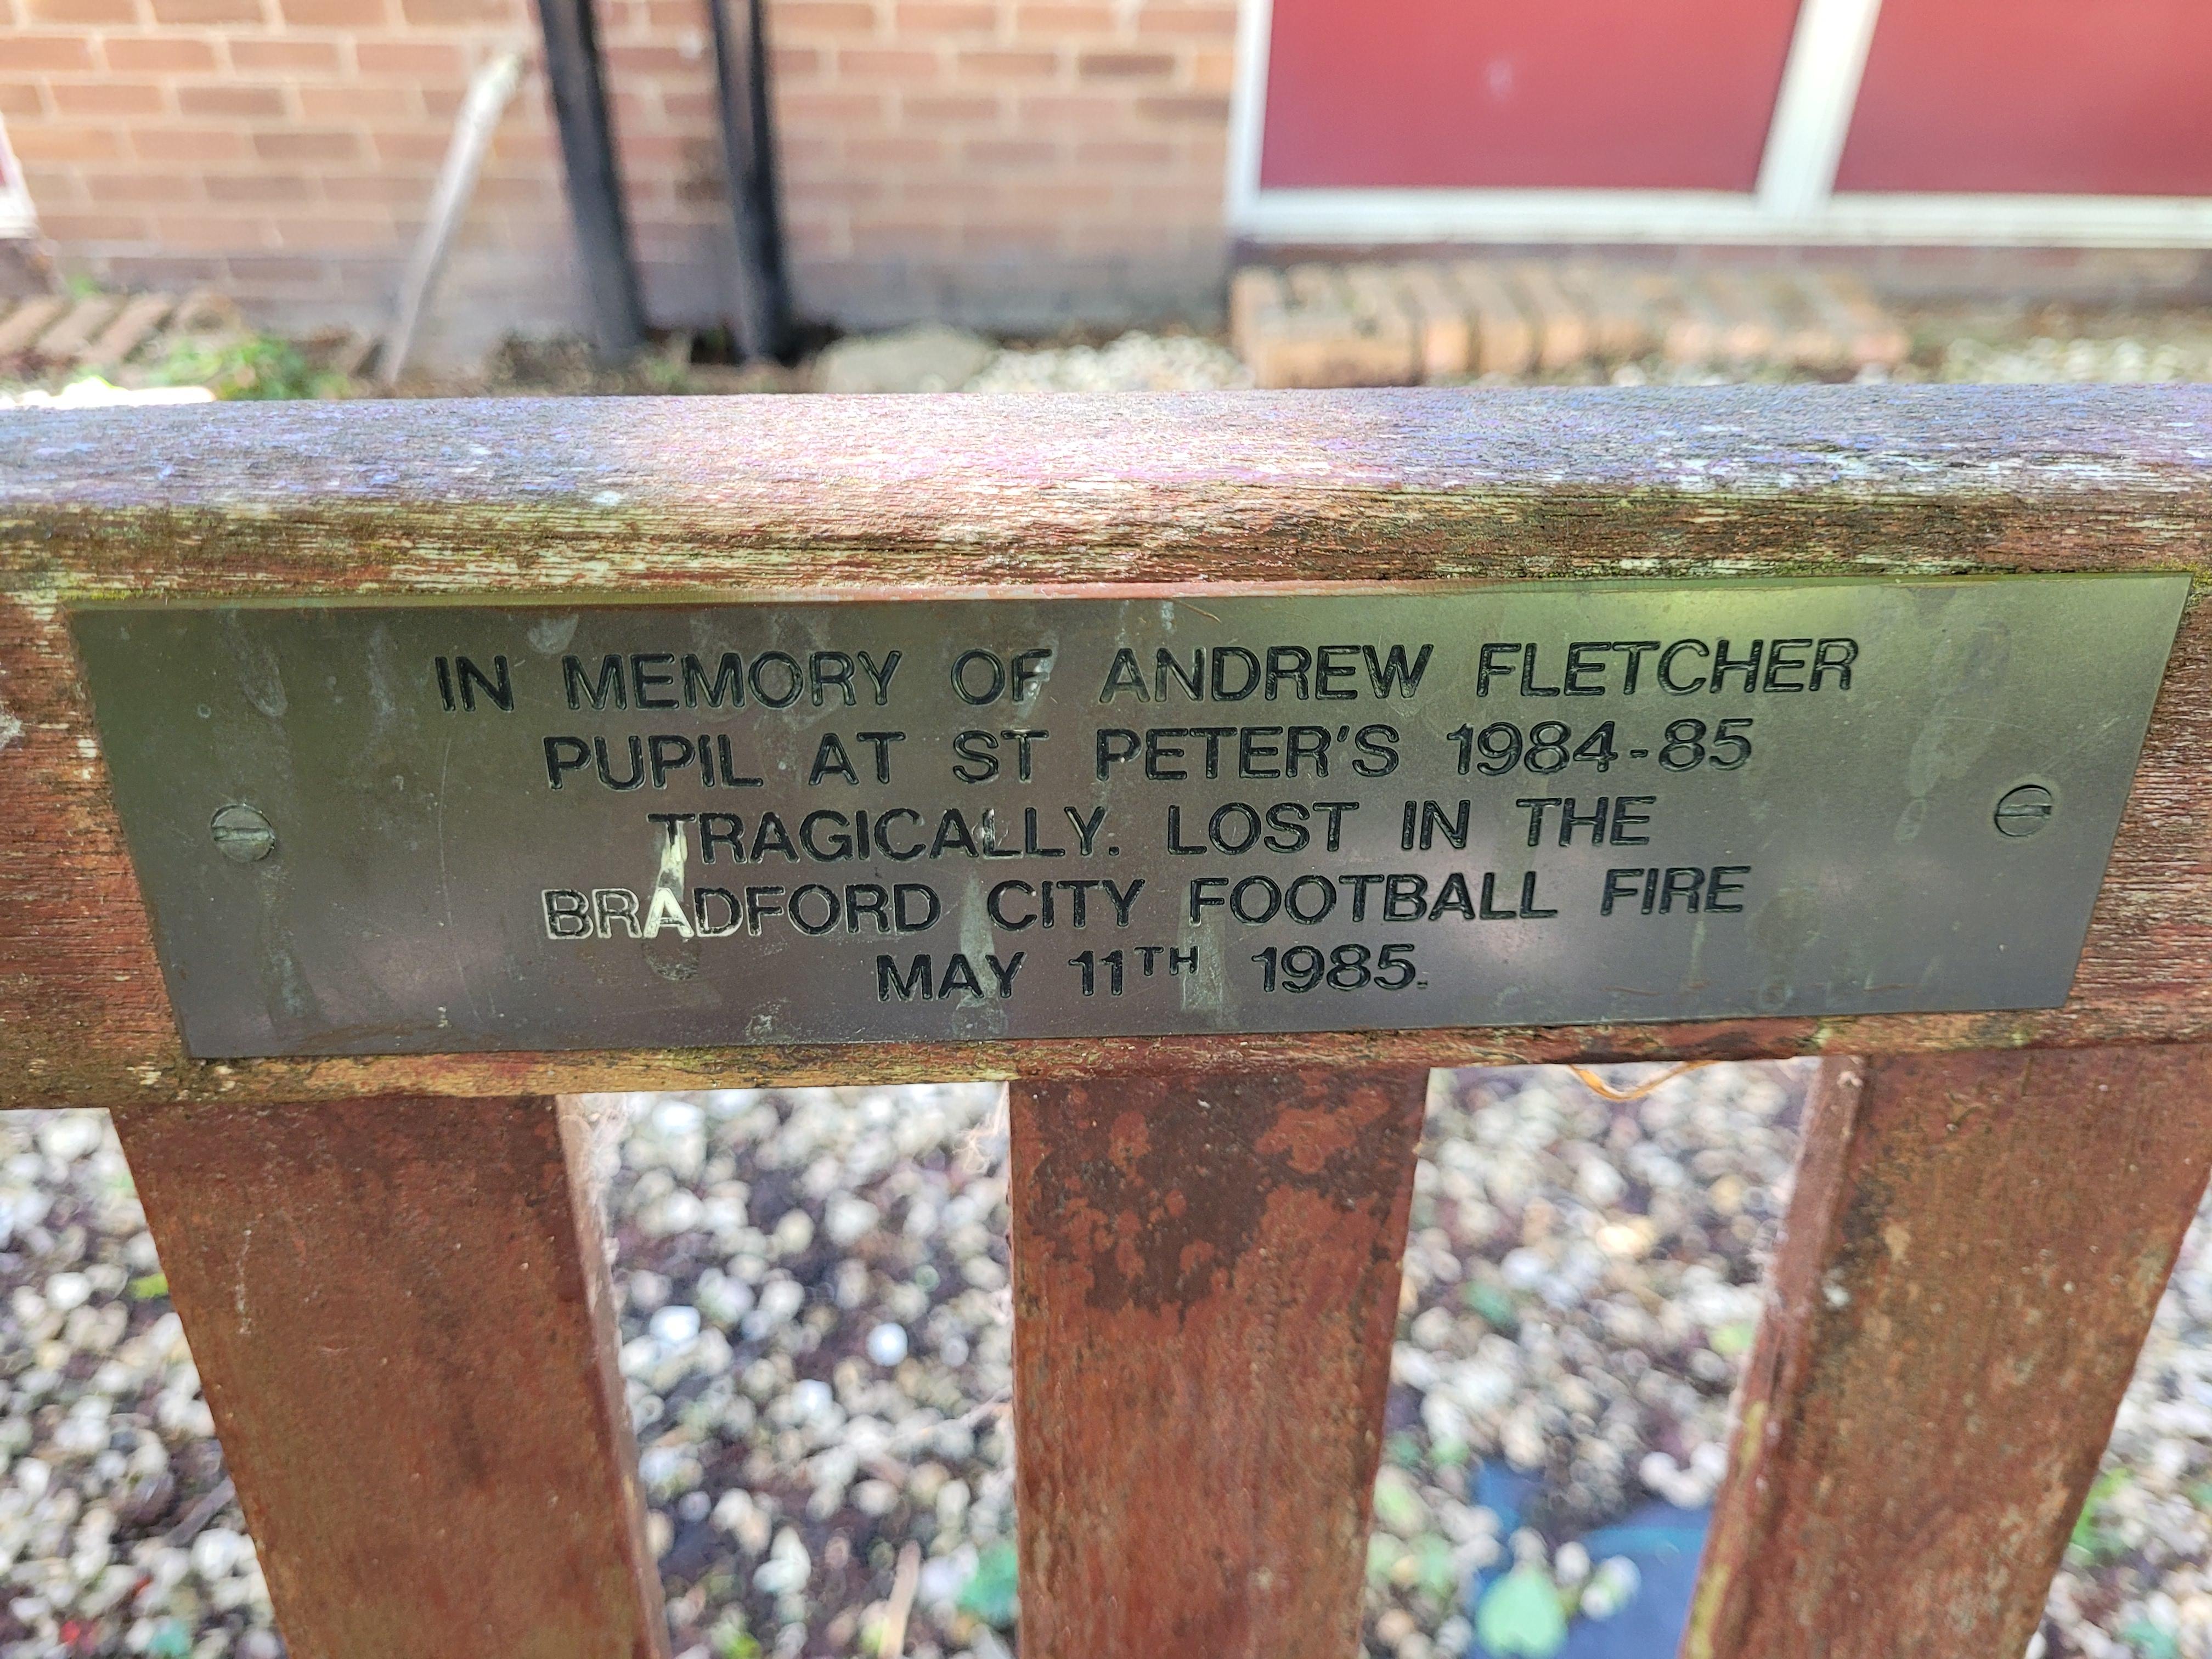 IN MEMORY OF ANDREW FLETCHER
PUPIL AT ST PETER'S 1984-85
TRAGICALLY. LOST IN THE
BRADFORD CITY FOOTBALL FIRE
MAY 11TH 1985.